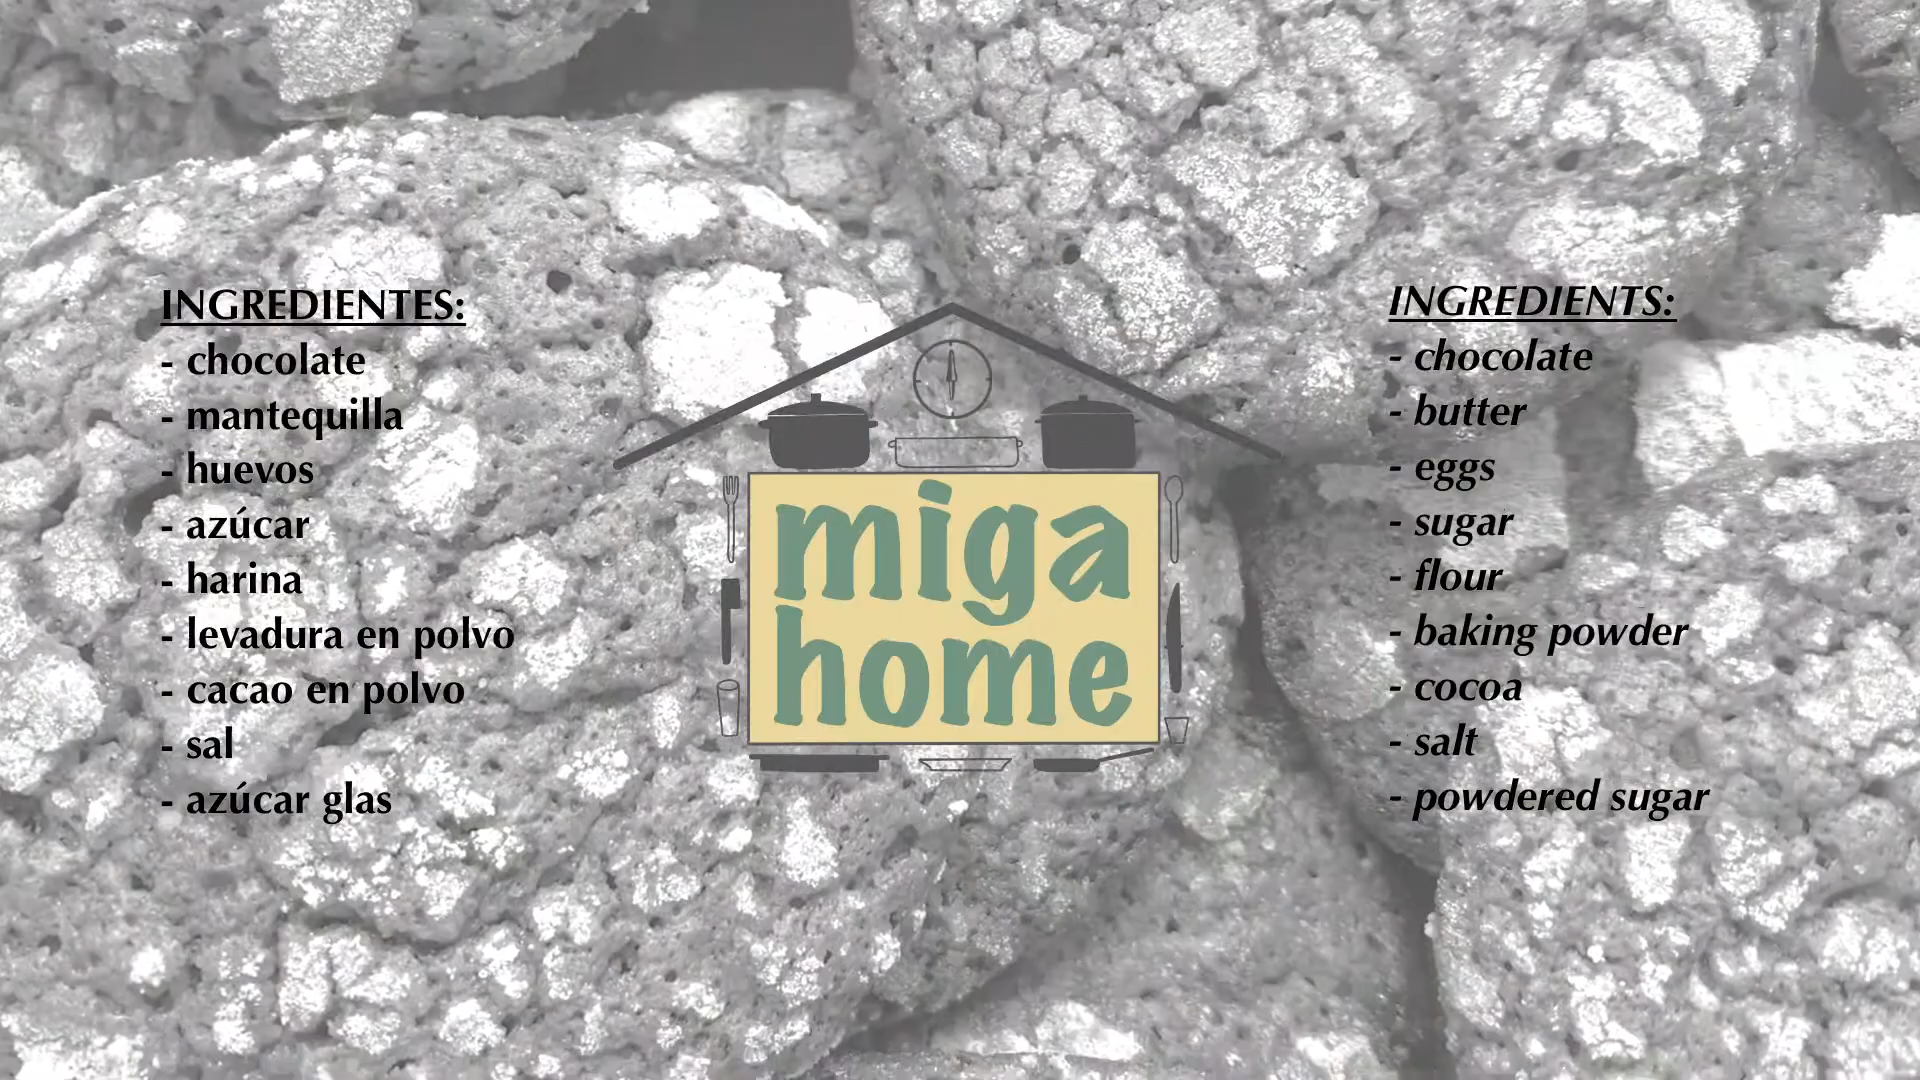 INGREDIENTES:
- chocolate
- mantequilla
- huevos
- azúcar
- harina
- levadura en polvo
- cacao en polvo
- sal
- azúcar glas
miga
home
INGREDIENTS:
- chocolate
- butter
- eggs
- sugar
- flour
- baking powder
- cocoa
- salt
- powdered sugar